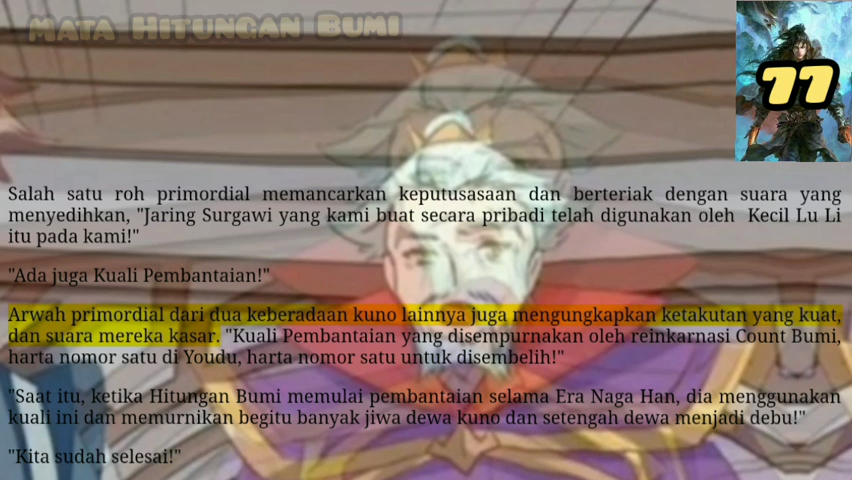 Mata Hitungan Bumi
77
Salah satu roh primordial memancarkan keputusasaan dan berteriak dengan suara yang
menyedihkan, "Jaring Surgawi yang kami buat secara pribadi telah digunakan oleh Kecil Lu Li
itu pada kami!"
"Ada juga Kuali Pembantaian!"
Arwah primordial dari dua keberadaan kuno lainnya juga mengungkapkan ketakutan yang kuat,
dan suara mereka kasar. "Kuali Pembantaian yang disempurnakan oleh reinkarnasi Count Bumi,
harta nomor satu di Youdu, harta nomor satu untuk disembelih!"
"Saat itu, ketika Hitungan Bumi memulai pembantaian selama Era Naga Han, dia menggunakan
kuali ini dan memurnikan begitu banyak jiwa dewa kuno dan setengah dewa menjadi debu!"
"Kita sudah selesai!"